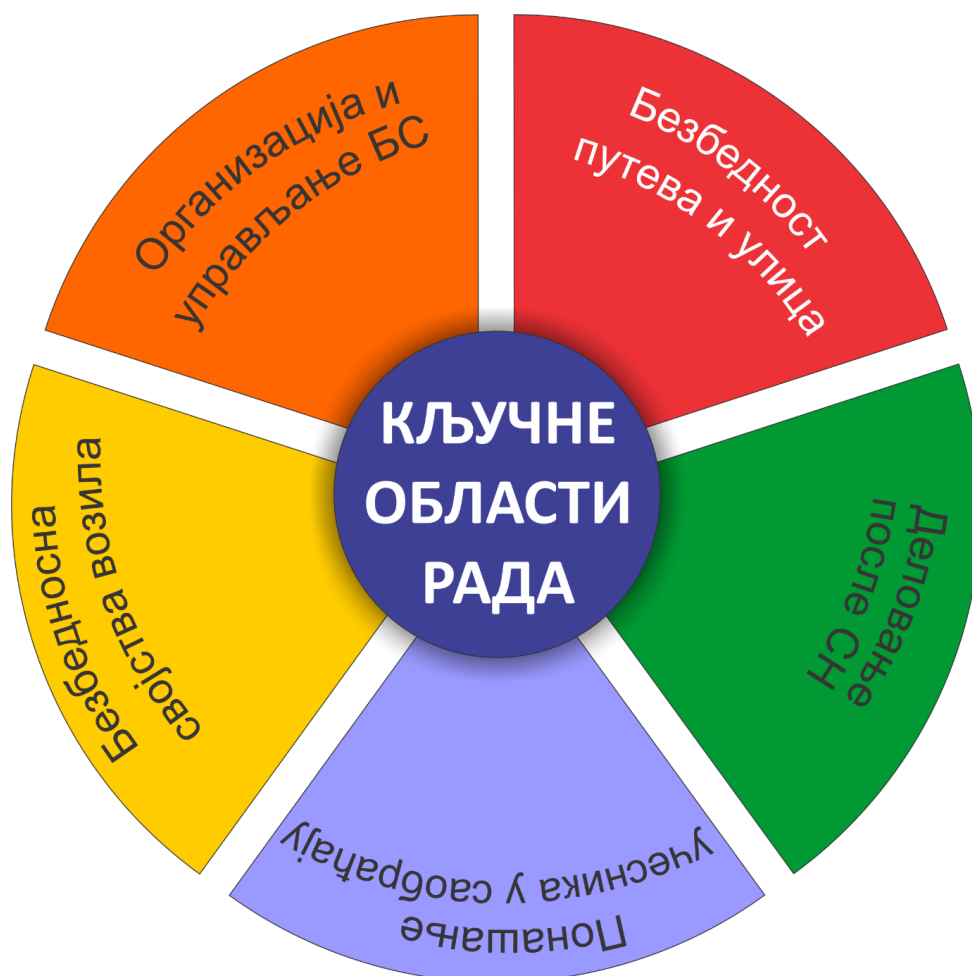 КЉУЧНЕ
ОБЛАСТИ
РАДА
Безбедност
путева и улица
Деловање
после СН
Понашање
учесника у саобраћају
Безбедносна
својства возила
Организација и
управљање БС